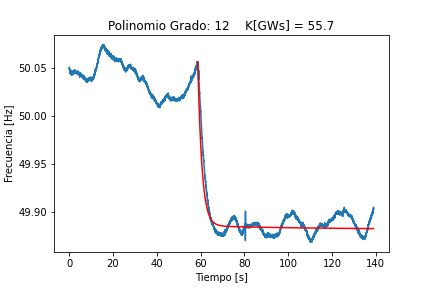 Polinomio Grado: 12 K[GWs] = 55.7
Frecuencia [Hz]
50.05
50.00
49.95
49.90
0 20 40 60 80 100 120 140
Tiempo [s]